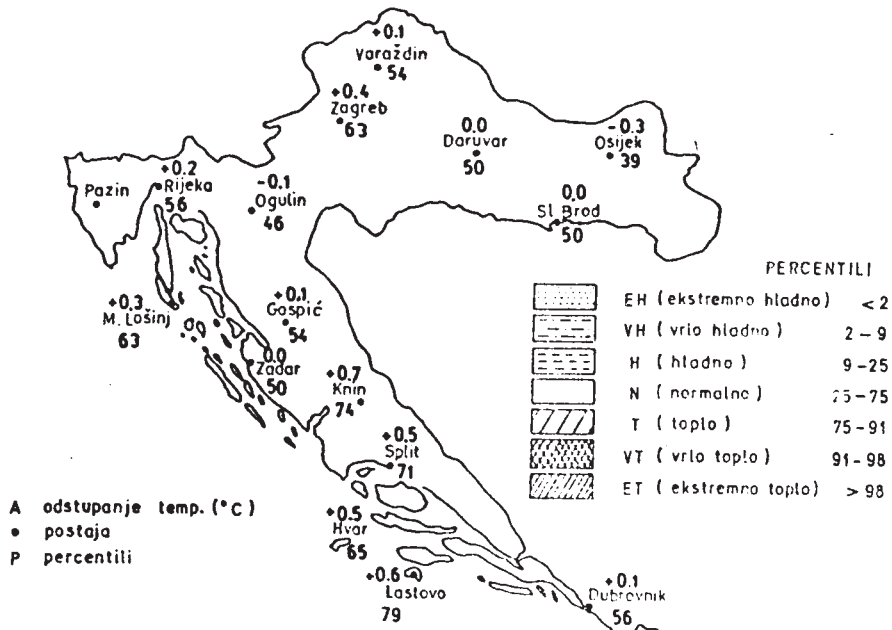 +0.1
Varaždin
54
+0.4
Zagreb
63
0.0
Daruvar
50
-0.3
Osijek
39
+0.2
Rijeka
56
Pazin
-0.1
Ogulin
46
0.0
Sl. Brod
50
+0.3
M. Lošinj
63
+0.1
Gospić
54
0.0
Zadar
50
+0.7
Knin
74
+0.5
Split
71
+0.5
Hvar
65
+0.6
Lastovo
79
+0.1
Dubrovnik
56
PERCENTILI
EH (ekstremno hladno) < 2
VH (vrlo hladno) 2 - 9
H (hladno) 9 - 25
N (normalno) 25 - 75
T (toplo) 75 - 91
VT (vrlo toplo) 91 - 98
ET (ekstremno toplo) > 98
A odstupanje temp. (°C)
• postaja
P percentili